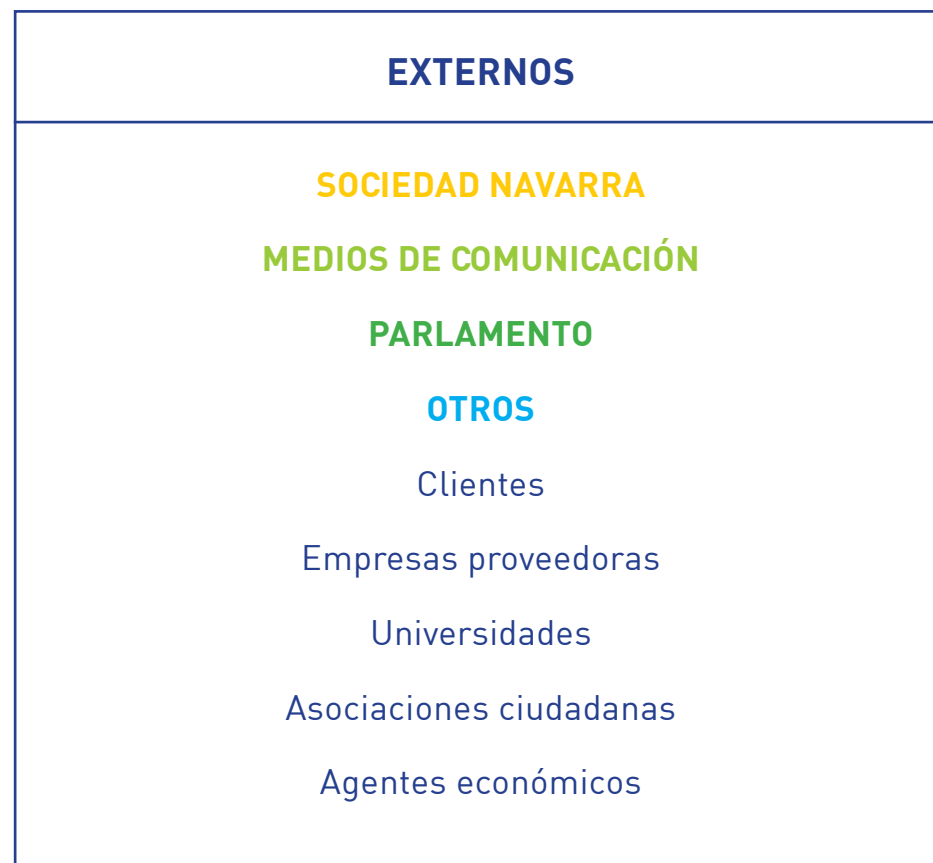 EXTERNOS
SOCIEDAD NAVARRA
MEDIOS DE COMUNICACIÓN
PARLAMENTO
OTROS
Clientes
Empresas proveedoras
Universidades
Asociaciones ciudadanas
Agentes económicos